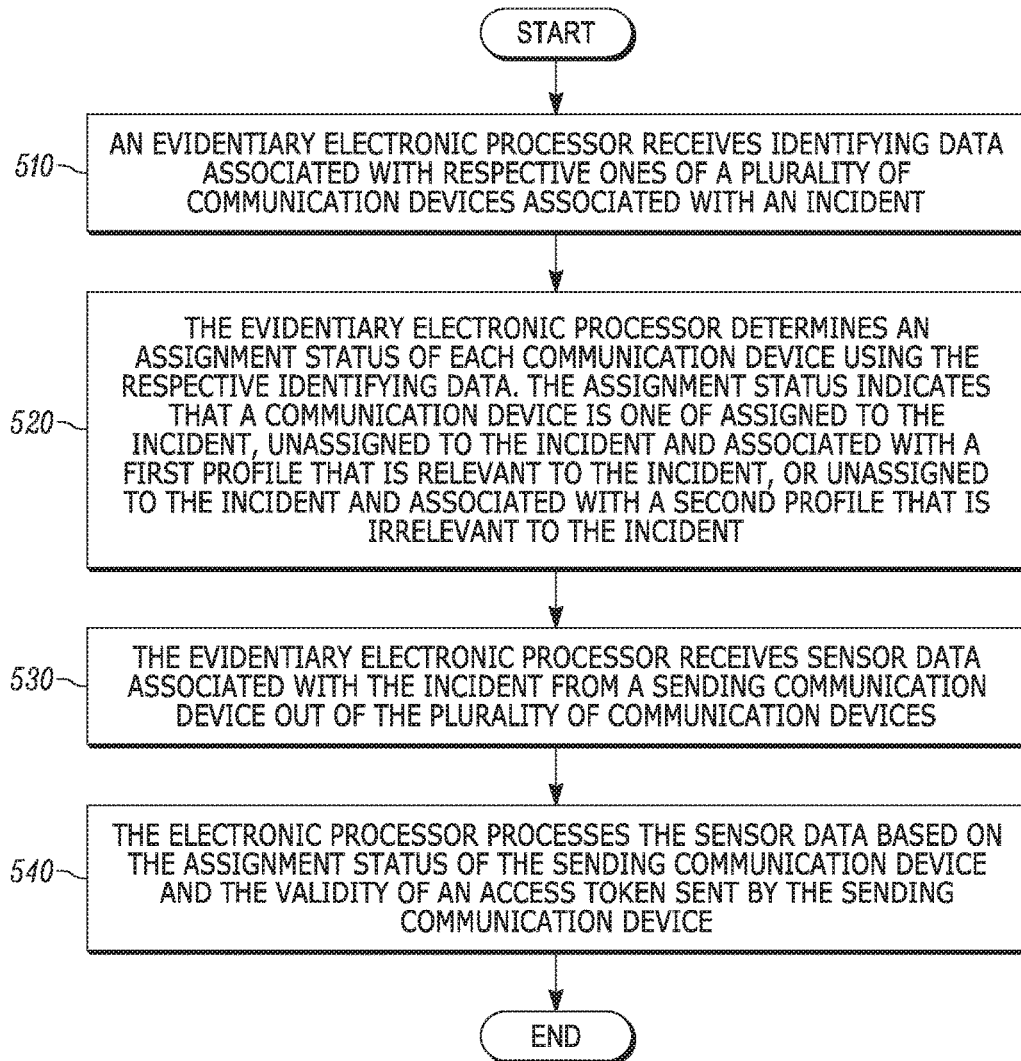 START
510
AN EVIDENTIARY ELECTRONIC PROCESSOR RECEIVES IDENTIFYING DATA
ASSOCIATED WITH RESPECTIVE ONES OF A PLURALITY OF
COMMUNICATION DEVICES ASSOCIATED WITH AN INCIDENT
520
THE EVIDENTIARY ELECTRONIC PROCESSOR DETERMINES AN
ASSIGNMENT STATUS OF EACH COMMUNICATION DEVICE USING THE
RESPECTIVE IDENTIFYING DATA. THE ASSIGNMENT STATUS INDICATES
THAT A COMMUNICATION DEVICE IS ONE OF ASSIGNED TO THE
INCIDENT, UNASSIGNED TO THE INCIDENT AND ASSOCIATED WITH A
FIRST PROFILE THAT IS RELEVANT TO THE INCIDENT, OR UNASSIGNED
TO THE INCIDENT AND ASSOCIATED WITH A SECOND PROFILE THAT IS
IRRELEVANT TO THE INCIDENT
530
THE EVIDENTIARY ELECTRONIC PROCESSOR RECEIVES SENSOR DATA
ASSOCIATED WITH THE INCIDENT FROM A SENDING COMMUNICATION
DEVICE OUT OF THE PLURALITY OF COMMUNICATION DEVICES
540
THE ELECTRONIC PROCESSOR PROCESSES THE SENSOR DATA BASED ON
THE ASSIGNMENT STATUS OF THE SENDING COMMUNICATION DEVICE
AND THE VALIDITY OF AN ACCESS TOKEN SENT BY THE SENDING
COMMUNICATION DEVICE
END